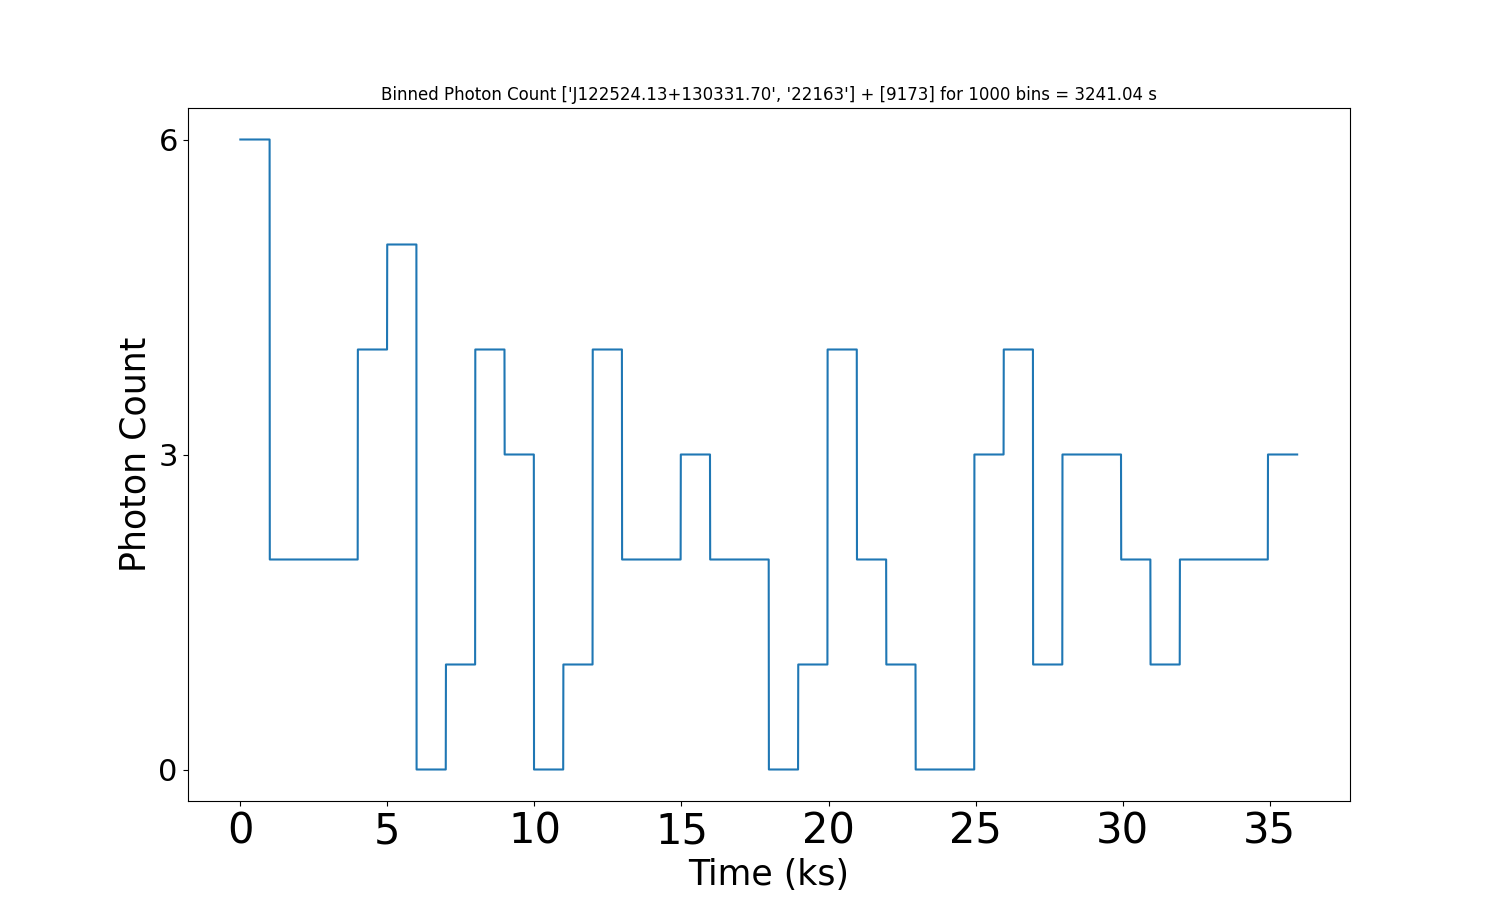 Binned Photon Count ['J122524.13+130331.70', '22163'] + [9173] for 1000 bins = 3241.04 s
6
3
0
Photon Count
0 5 10 15 20 25 30 35
Time (ks)